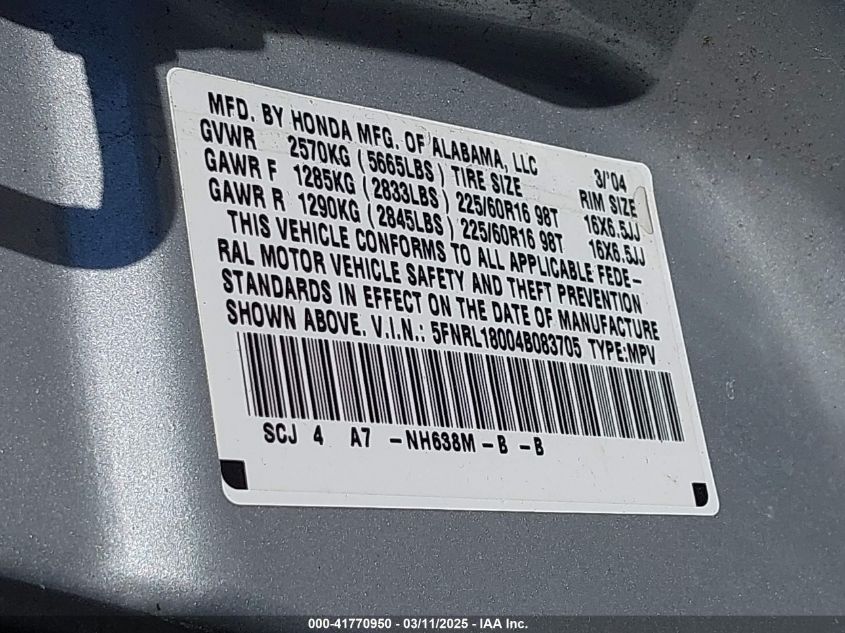 MFD. BY HONDA MFG. OF ALABAMA, LLC 3/'04
GVWR 2570KG (5665LBS) TIRE SIZE RIM SIZE
GAWR F 1285KG (2833LBS) 225/60R16 98T 16X6.5JJ
GAWR R 1290KG (2845LBS) 225/60R16 98T 16X6.5JJ
THIS VEHICLE CONFORMS TO ALL APPLICABLE FEDE-
RAL MOTOR VEHICLE SAFETY AND THEFT PREVENTION
STANDARDS IN EFFECT ON THE DATE OF MANUFACTURE
SHOWN ABOVE. V.I.N.: 5FNRL18004B083705 TYPE:MPV
SCJ 4 A7 -NH638M-B -B
000-41770950 - 03/11/2025 - IAA Inc.